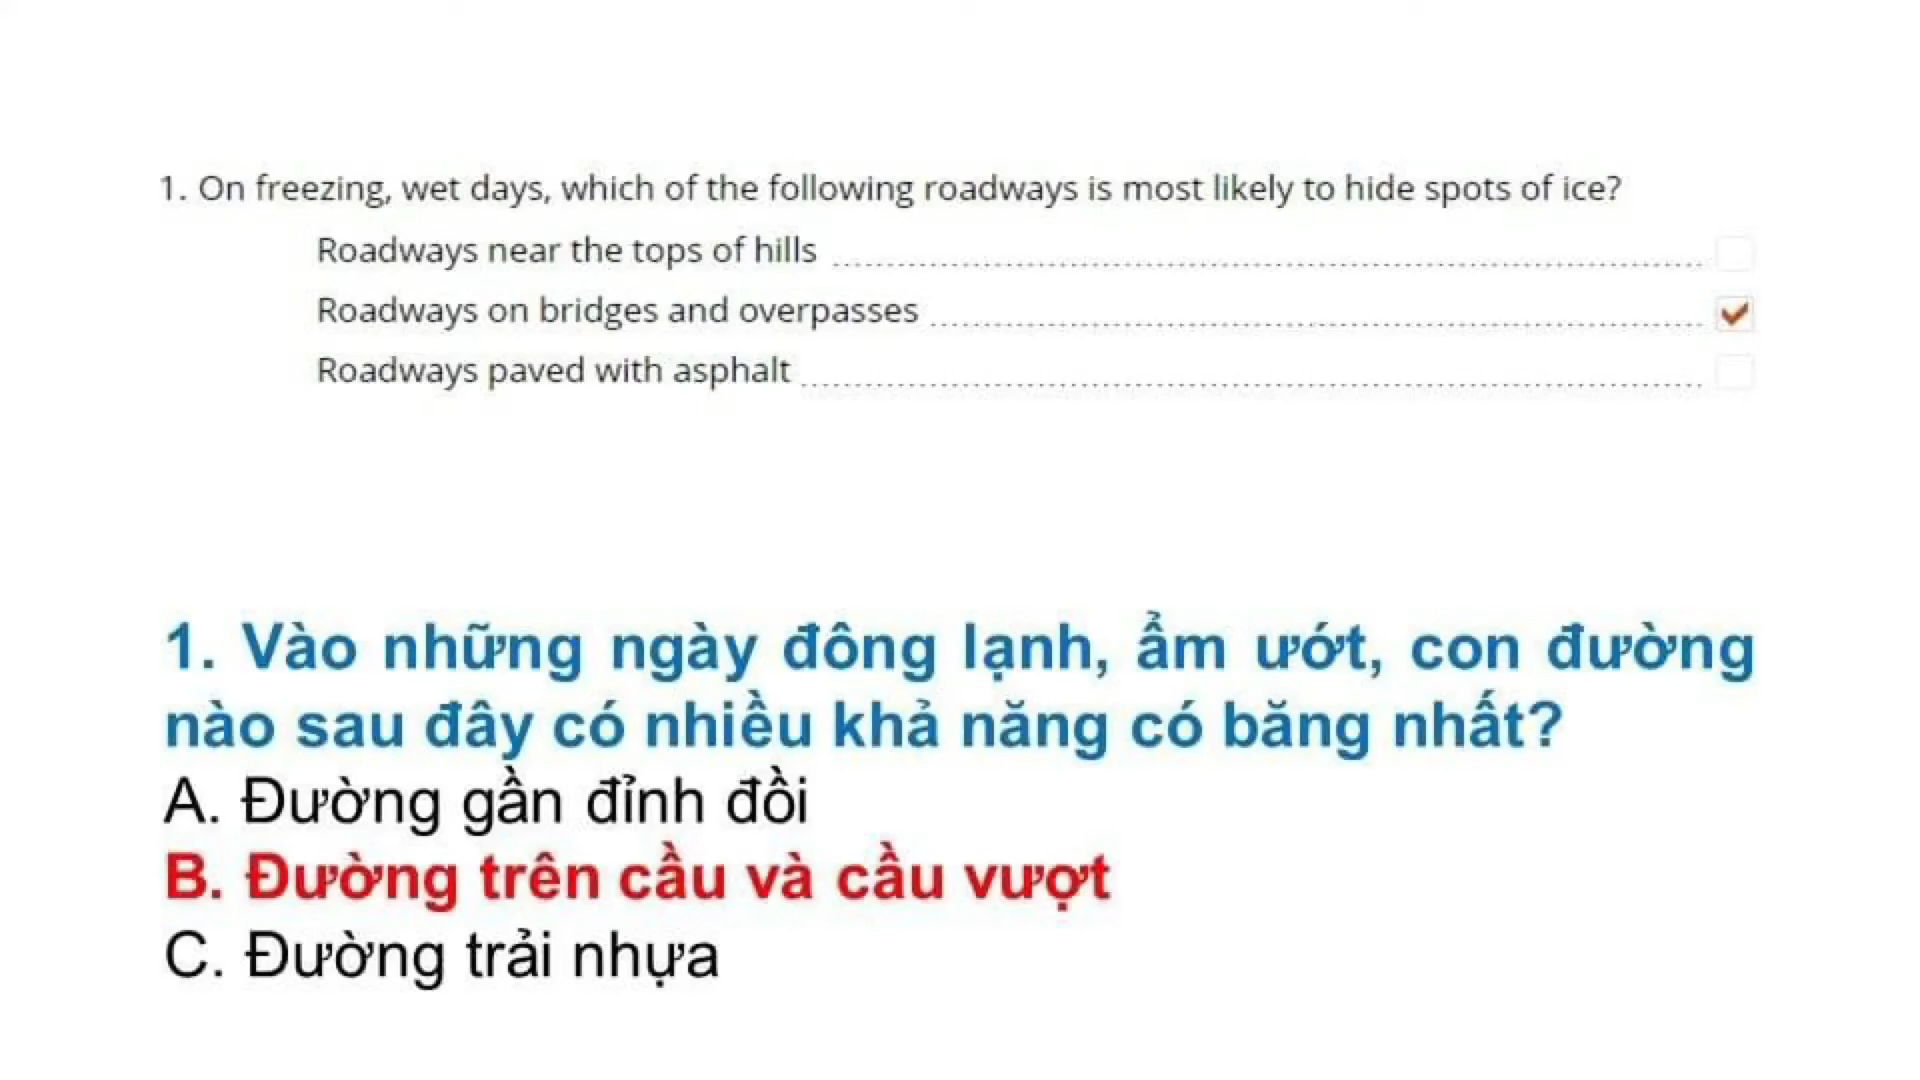 1. On freezing, wet days, which of the following roadways is most likely to hide spots of ice?
Roadways near the tops of hills
Roadways on bridges and overpasses
Roadways paved with asphalt
1. Vào những ngày đông lạnh, ẩm ướt, con đường
nào sau đây có nhiều khả năng có băng nhất?
A. Đường gần đỉnh đồi
B. Đường trên cầu và cầu vượt
C. Đường trải nhựa